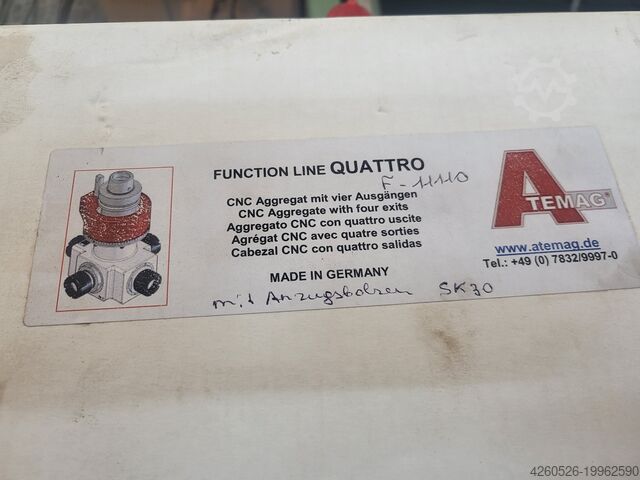 FUNCTION LINE QUATTRO
F-11110
CNC Aggregat mit vier Ausgängen
CNC Aggregate with four exits
Aggregato CNC con quattro uscite
Agrégat CNC avec quatre sorties
Cabezal CNC con quattro salidas
MADE IN GERMANY
mit Anzugsbolzen SK30
ATEMAG
www.atemag.de
Tel.: +49 (0) 7832/9997-0
4260526-19962590